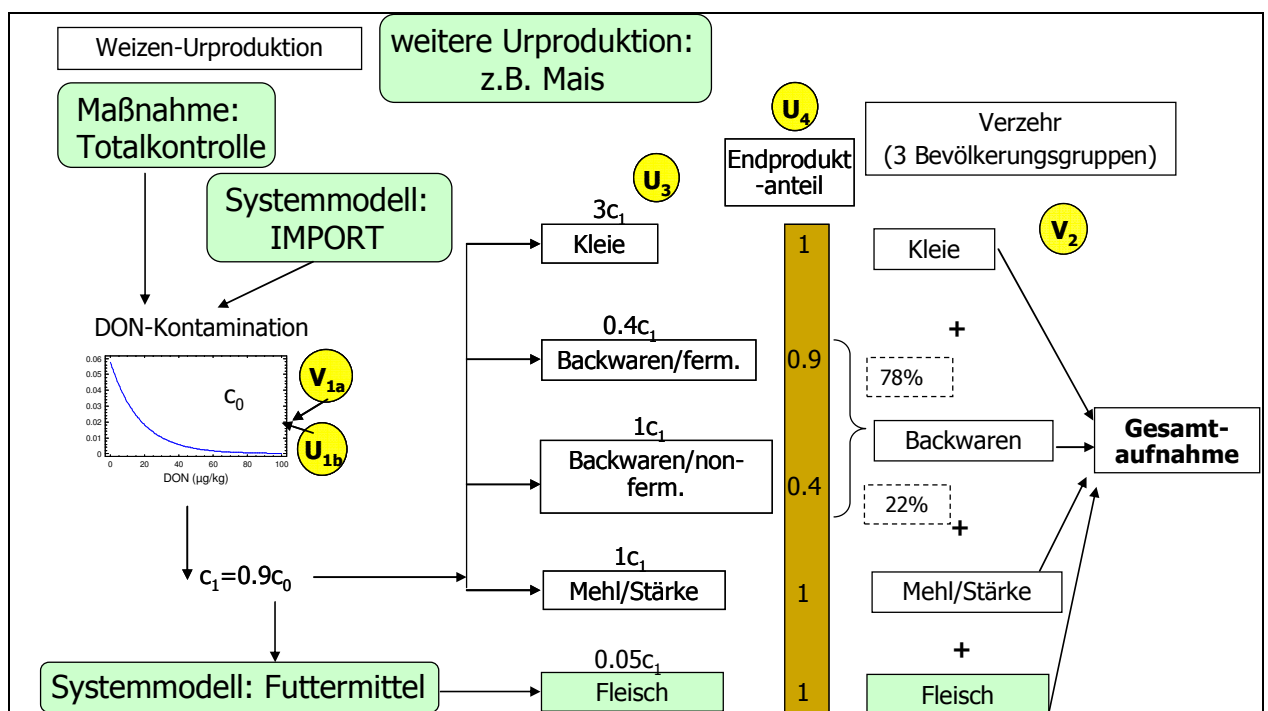 Weizen-Urproduktion
weitere Urproduktion:
z.B. Mais
Maßnahme:
Totalkontrolle
Systemmodell:
IMPORT
DON-Kontamination
0.06
0.05
0.04
0.03
0.02
0.01
0
c0
0 20 40 60 80 100
DON (µg/kg)
V1a
U1b
c1=0.9c0
Systemmodell: Futtermittel
U3
3c1
Kleie
0.4c1
Backwaren/ferm.
1c1
Backwaren/non-
ferm.
1c1
Mehl/Stärke
0.05c1
Fleisch
U4
Endprodukt
-anteil
1
0.9
0.4
1
1
Verzehr
(3 Bevölkerungsgruppen)
V2
Kleie
+
78%
Backwaren
22%
+
Mehl/Stärke
+
Fleisch
Gesamt-
aufnahme